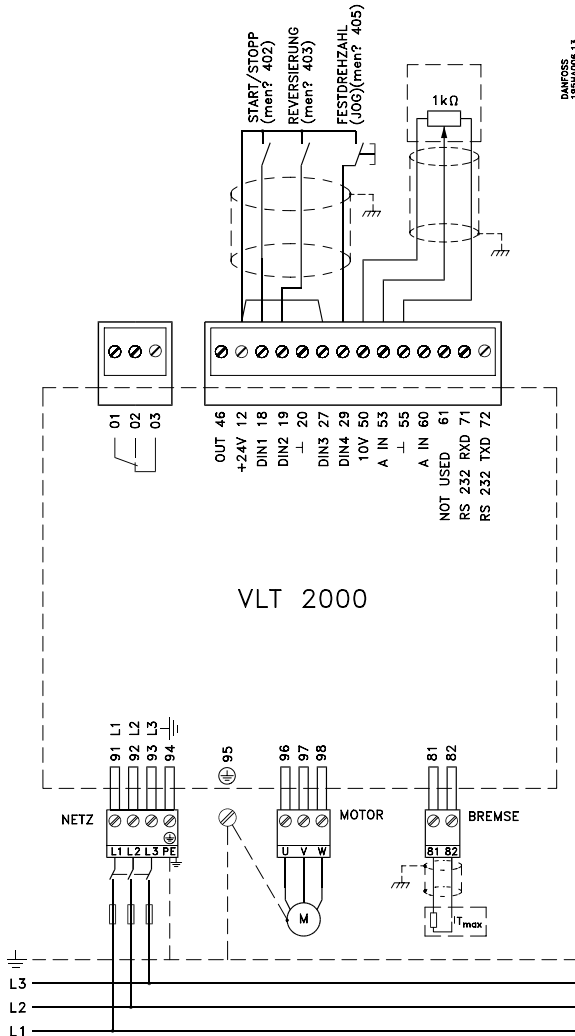 START/STOPP
(men? 402)
REVERSIERUNG
(men? 403)
FESTDREHZAHL
(JOG)(men? 405)
DANFOSS
1kΩ
01
02
03
OUT 46
+24V 12
DIN1 18
DIN2 19
⊥ 20
DIN3 27
DIN4 29
10V 50
A IN 53
⊥ 55
A IN 60
NOT USED 61
RS 232 RXD 71
RS 232 TXD 72
VLT 2000
91 L1
92 L2
93 L3
94
95
96
97
98
81
82
NETZ
MOTOR
BREMSE
L1 L2 L3 PE
U V W
81 82
M
Tmax
L3
L2
L1